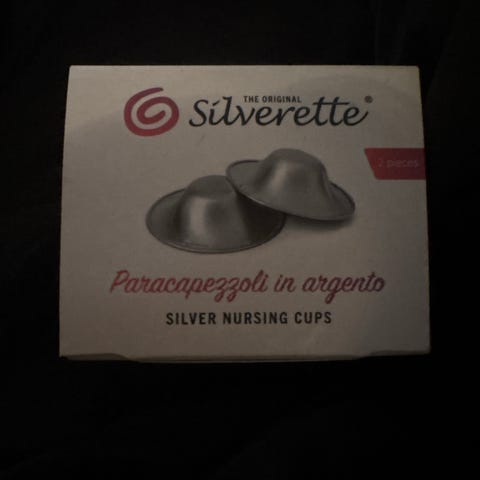 THE ORIGINAL
Silverette®
2 pieces
Paracapezzoli in argento
SILVER NURSING CUPS